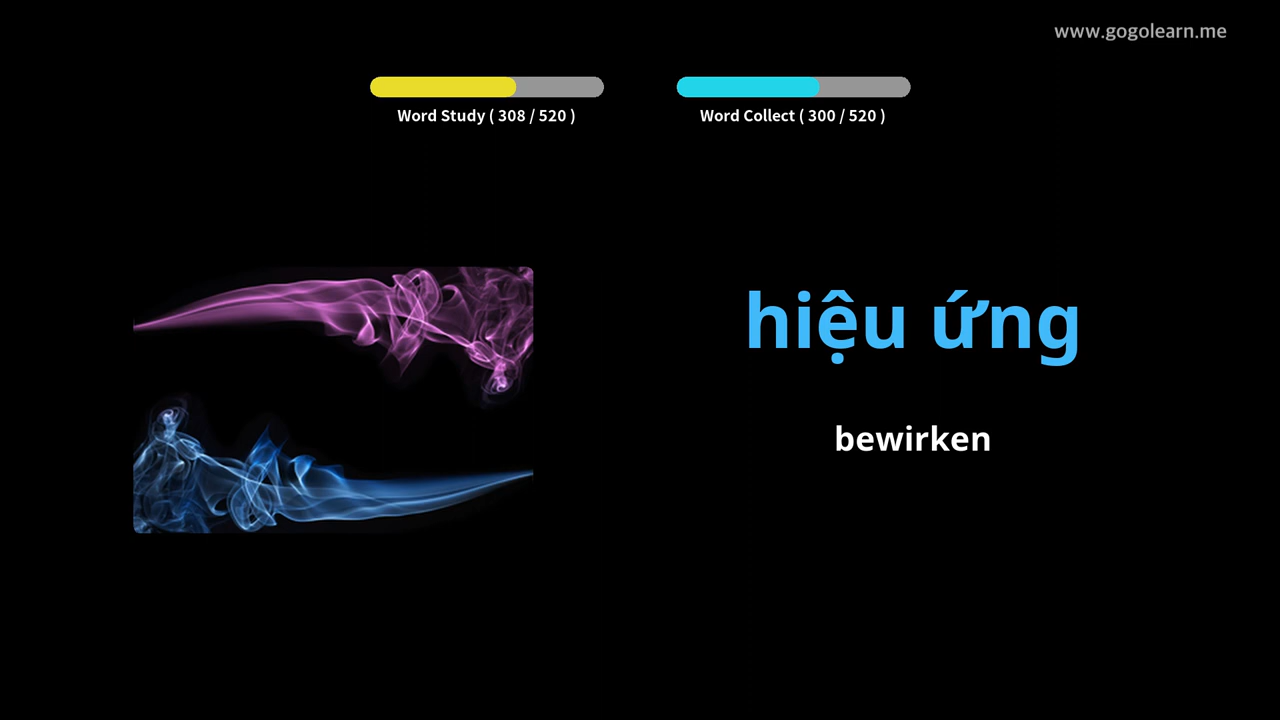 www.gogolearn.me
Word Study ( 308 / 520 )
Word Collect ( 300 / 520 )
hiệu ứng
bewirken